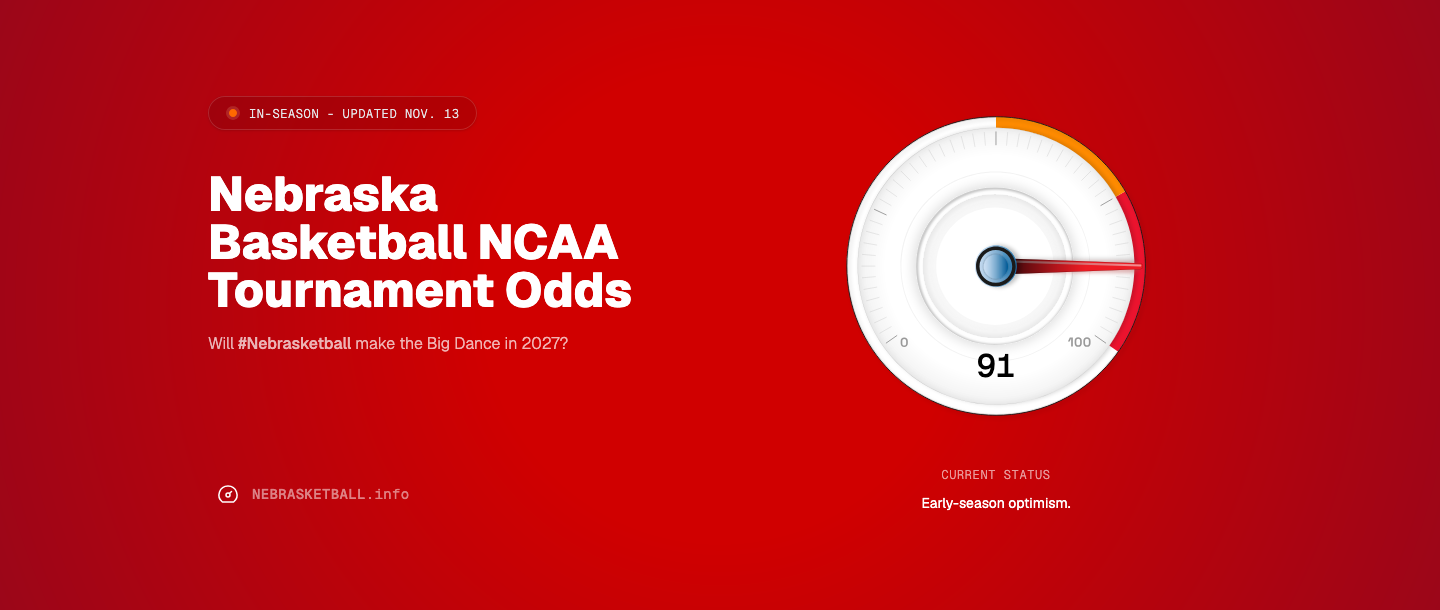 IN-SEASON - UPDATED NOV. 13
Nebraska
Basketball NCAA
Tournament Odds
Will #Nebrasketball make the Big Dance in 2027?
NEBRASKETBALL.info
0
100
91
CURRENT STATUS
Early-season optimism.